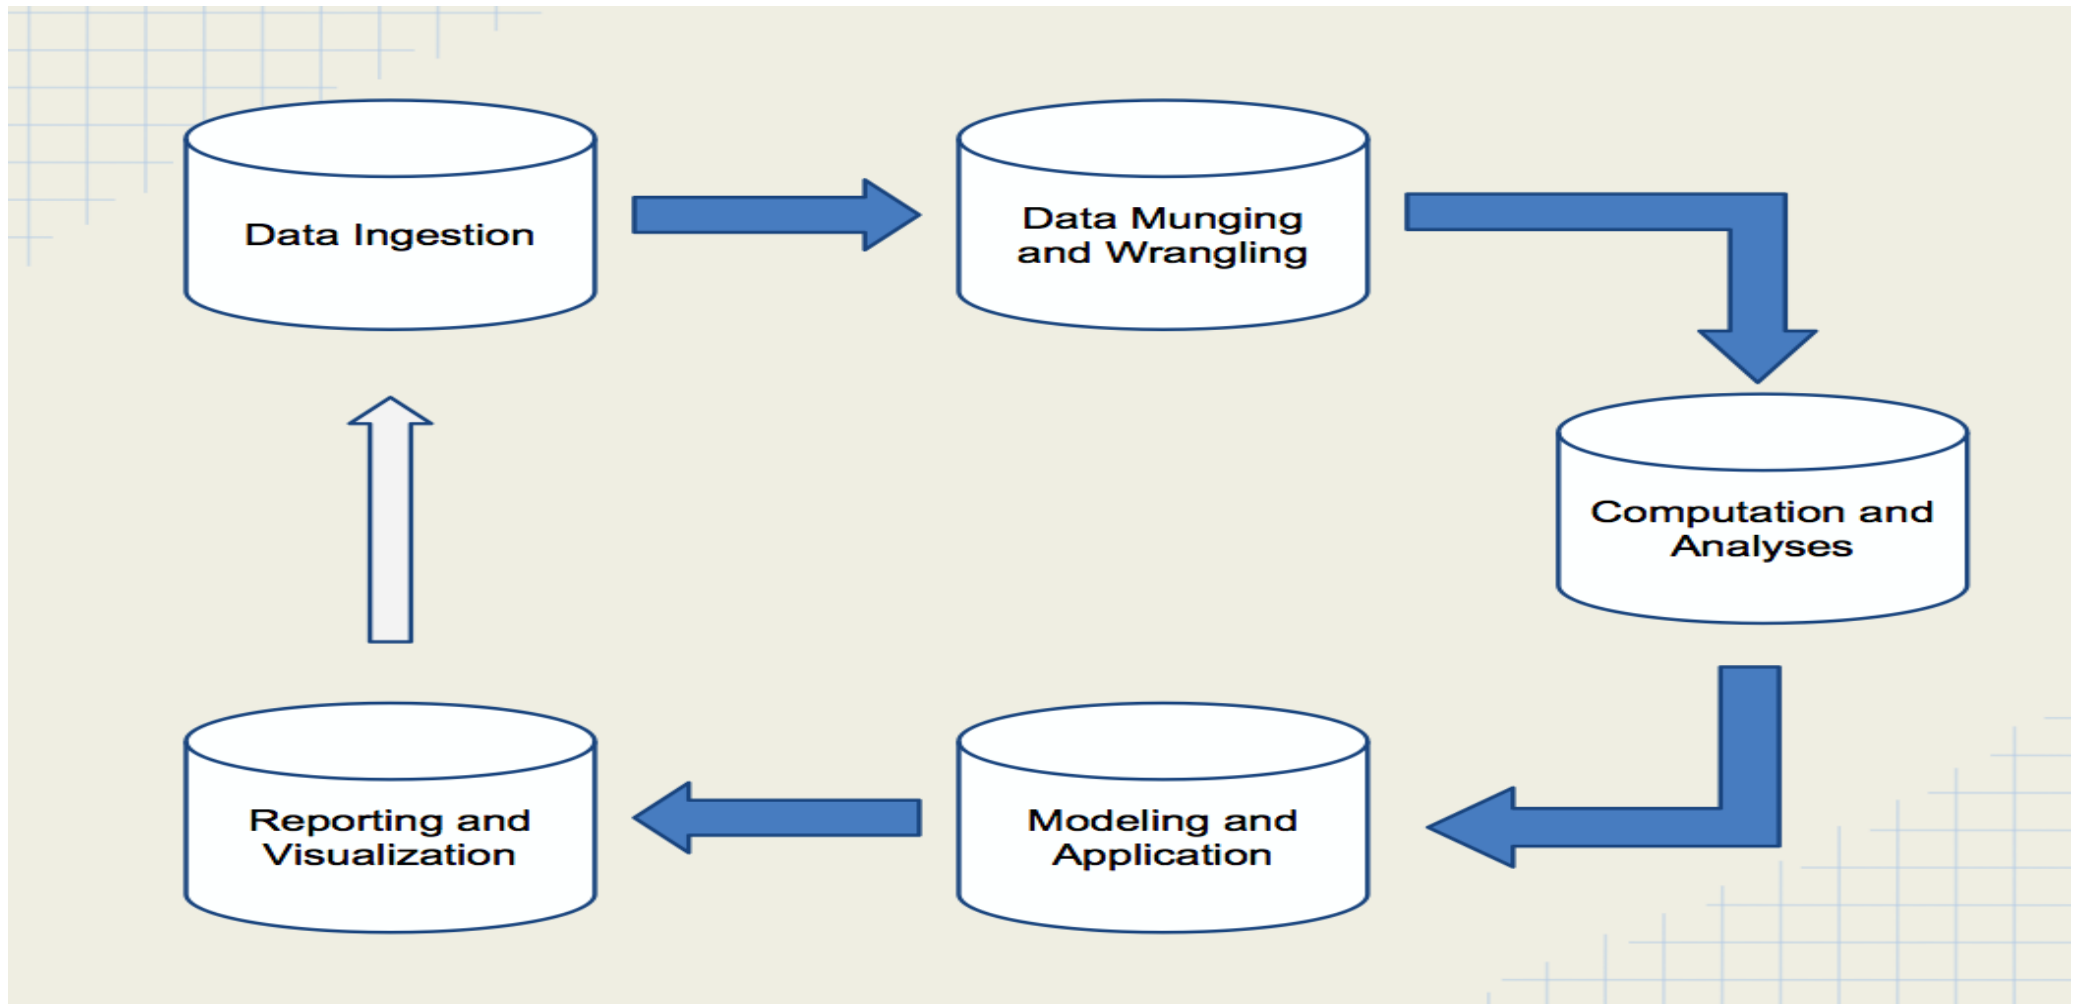 Data Ingestion
Data Munging
and Wrangling
Computation and
Analyses
Modeling and
Application
Reporting and
Visualization